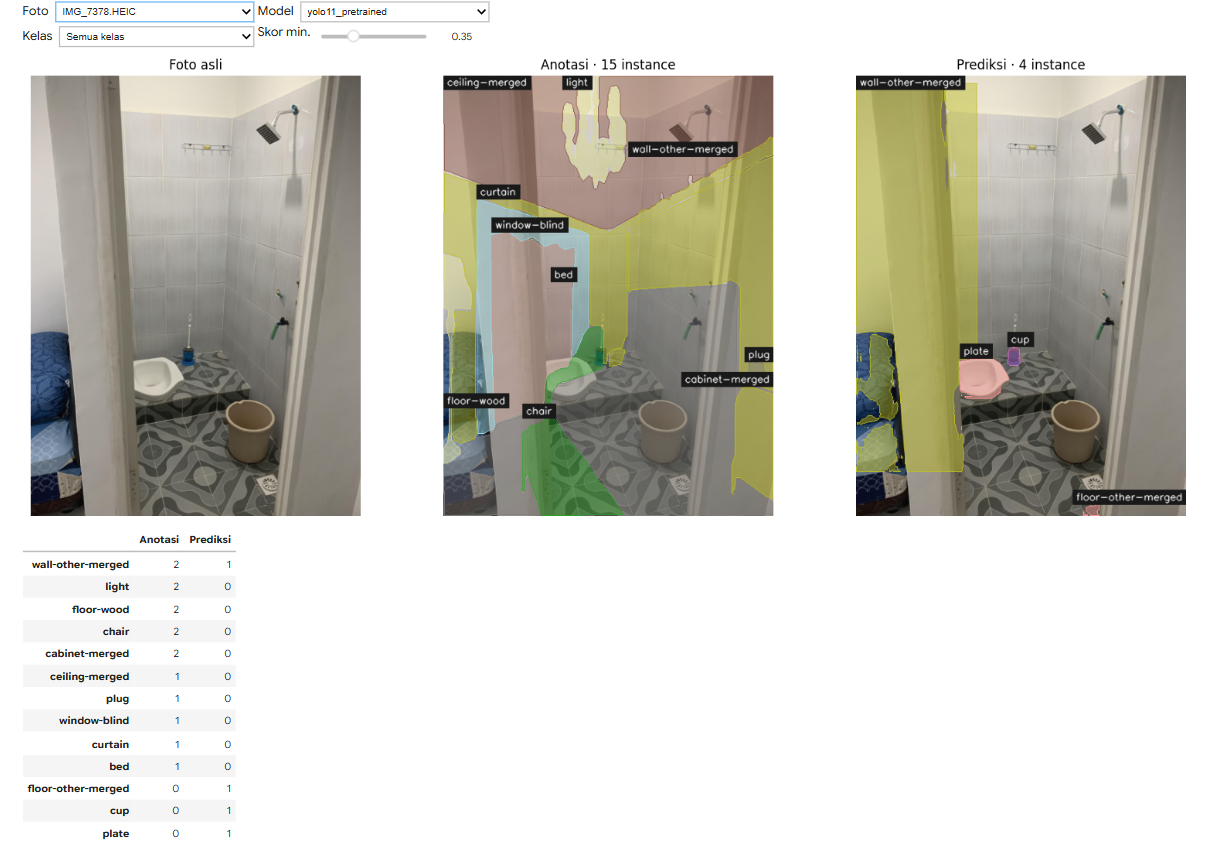 Foto IMG_7378.HEIC Model yolo11_pretrained
Kelas Semua kelas Skor min. 0.35
Foto asli
Anotasi · 15 instance
ceiling-merged
light
wall-other-merged
curtain
window-blind
bed
plug
cabinet-merged
floor-wood
chair
Prediksi · 4 instance
wall-other-merged
cup
plate
floor-other-merged
Anotasi Prediksi
wall-other-merged 2 1
light 2 0
floor-wood 2 0
chair 2 0
cabinet-merged 2 0
ceiling-merged 1 0
plug 1 0
window-blind 1 0
curtain 1 0
bed 1 0
floor-other-merged 0 1
cup 0 1
plate 0 1